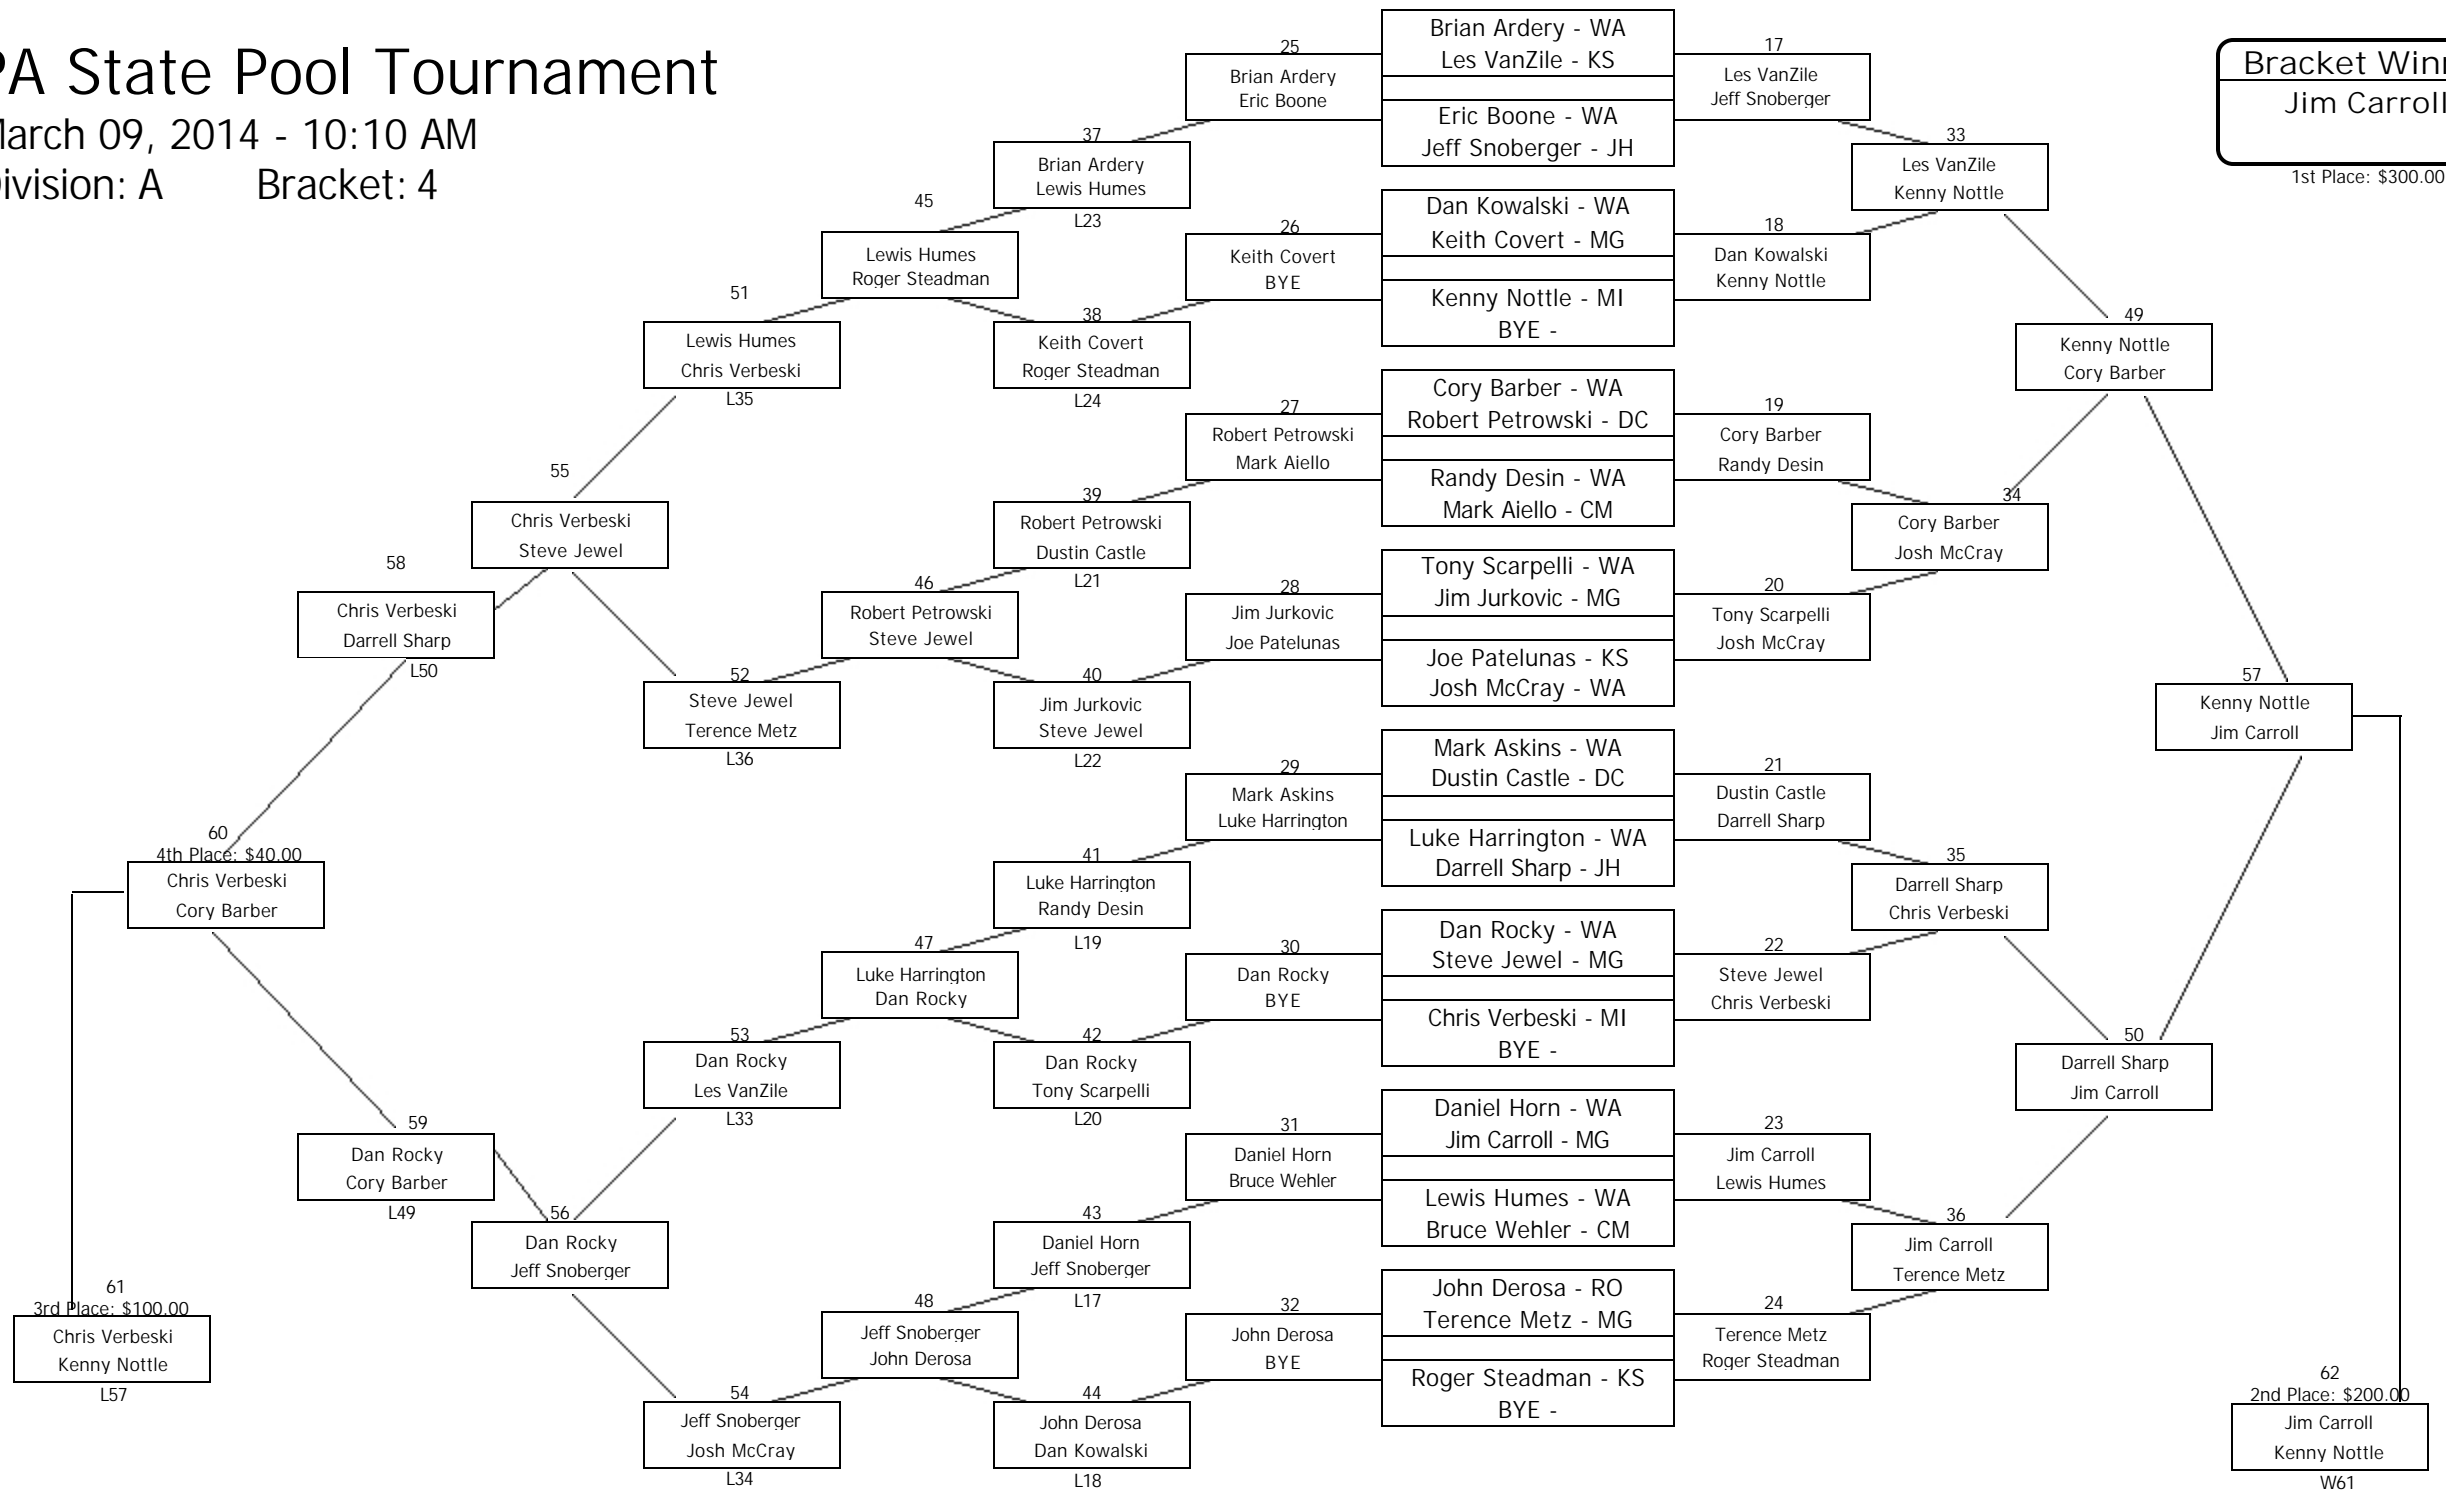 PA State Pool Tournament
March 09, 2014 - 10:10 AM
Division: A Bracket: 4
Bracket Winn
Jim Carroll
1st Place: $300.00
61
3rd Place: $100.00
Chris Verbeski
Kenny Nottle
L57
60
4th Place: $40.00
Chris Verbeski
Cory Barber
58
Chris Verbeski
Darrell Sharp
L50
59
Dan Rocky
Cory Barber
L49
55
Chris Verbeski
Steve Jewel
56
Dan Rocky
Jeff Snoberger
51
Lewis Humes
Chris Verbeski
L35
52
Steve Jewel
Terence Metz
L36
53
Dan Rocky
Les VanZile
L33
54
Jeff Snoberger
Josh McCray
L34
45
Lewis Humes
Roger Steadman
46
Robert Petrowski
Steve Jewel
47
Luke Harrington
Dan Rocky
48
Jeff Snoberger
John Derosa
37
Brian Ardery
Lewis Humes
L23
38
Keith Covert
Roger Steadman
L24
39
Robert Petrowski
Dustin Castle
L21
40
Jim Jurkovic
Steve Jewel
L22
41
Luke Harrington
Randy Desin
L19
42
Dan Rocky
Tony Scarpelli
L20
43
Daniel Horn
Jeff Snoberger
L17
44
John Derosa
Dan Kowalski
L18
25
Brian Ardery
Eric Boone
26
Keith Covert
BYE
27
Robert Petrowski
Mark Aiello
28
Jim Jurkovic
Joe Patelunas
29
Mark Askins
Luke Harrington
30
Dan Rocky
BYE
31
Daniel Horn
Bruce Wehler
32
John Derosa
BYE
Brian Ardery - WA
Les VanZile - KS
Eric Boone - WA
Jeff Snoberger - JH
Dan Kowalski - WA
Keith Covert - MG
Kenny Nottle - MI
BYE -
Cory Barber - WA
Robert Petrowski - DC
Randy Desin - WA
Mark Aiello - CM
Tony Scarpelli - WA
Jim Jurkovic - MG
Joe Patelunas - KS
Josh McCray - WA
Mark Askins - WA
Dustin Castle - DC
Luke Harrington - WA
Darrell Sharp - JH
Dan Rocky - WA
Steve Jewel - MG
Chris Verbeski - MI
BYE -
Daniel Horn - WA
Jim Carroll - MG
Lewis Humes - WA
Bruce Wehler - CM
John Derosa - RO
Terence Metz - MG
Roger Steadman - KS
BYE -
17
Les VanZile
Jeff Snoberger
18
Dan Kowalski
Kenny Nottle
19
Cory Barber
Randy Desin
20
Tony Scarpelli
Josh McCray
21
Dustin Castle
Darrell Sharp
22
Steve Jewel
Chris Verbeski
23
Jim Carroll
Lewis Humes
24
Terence Metz
Roger Steadman
33
Les VanZile
Kenny Nottle
34
Cory Barber
Josh McCray
35
Darrell Sharp
Chris Verbeski
36
Jim Carroll
Terence Metz
49
Kenny Nottle
Cory Barber
50
Darrell Sharp
Jim Carroll
57
Kenny Nottle
Jim Carroll
62
2nd Place: $200.00
Jim Carroll
Kenny Nottle
W61